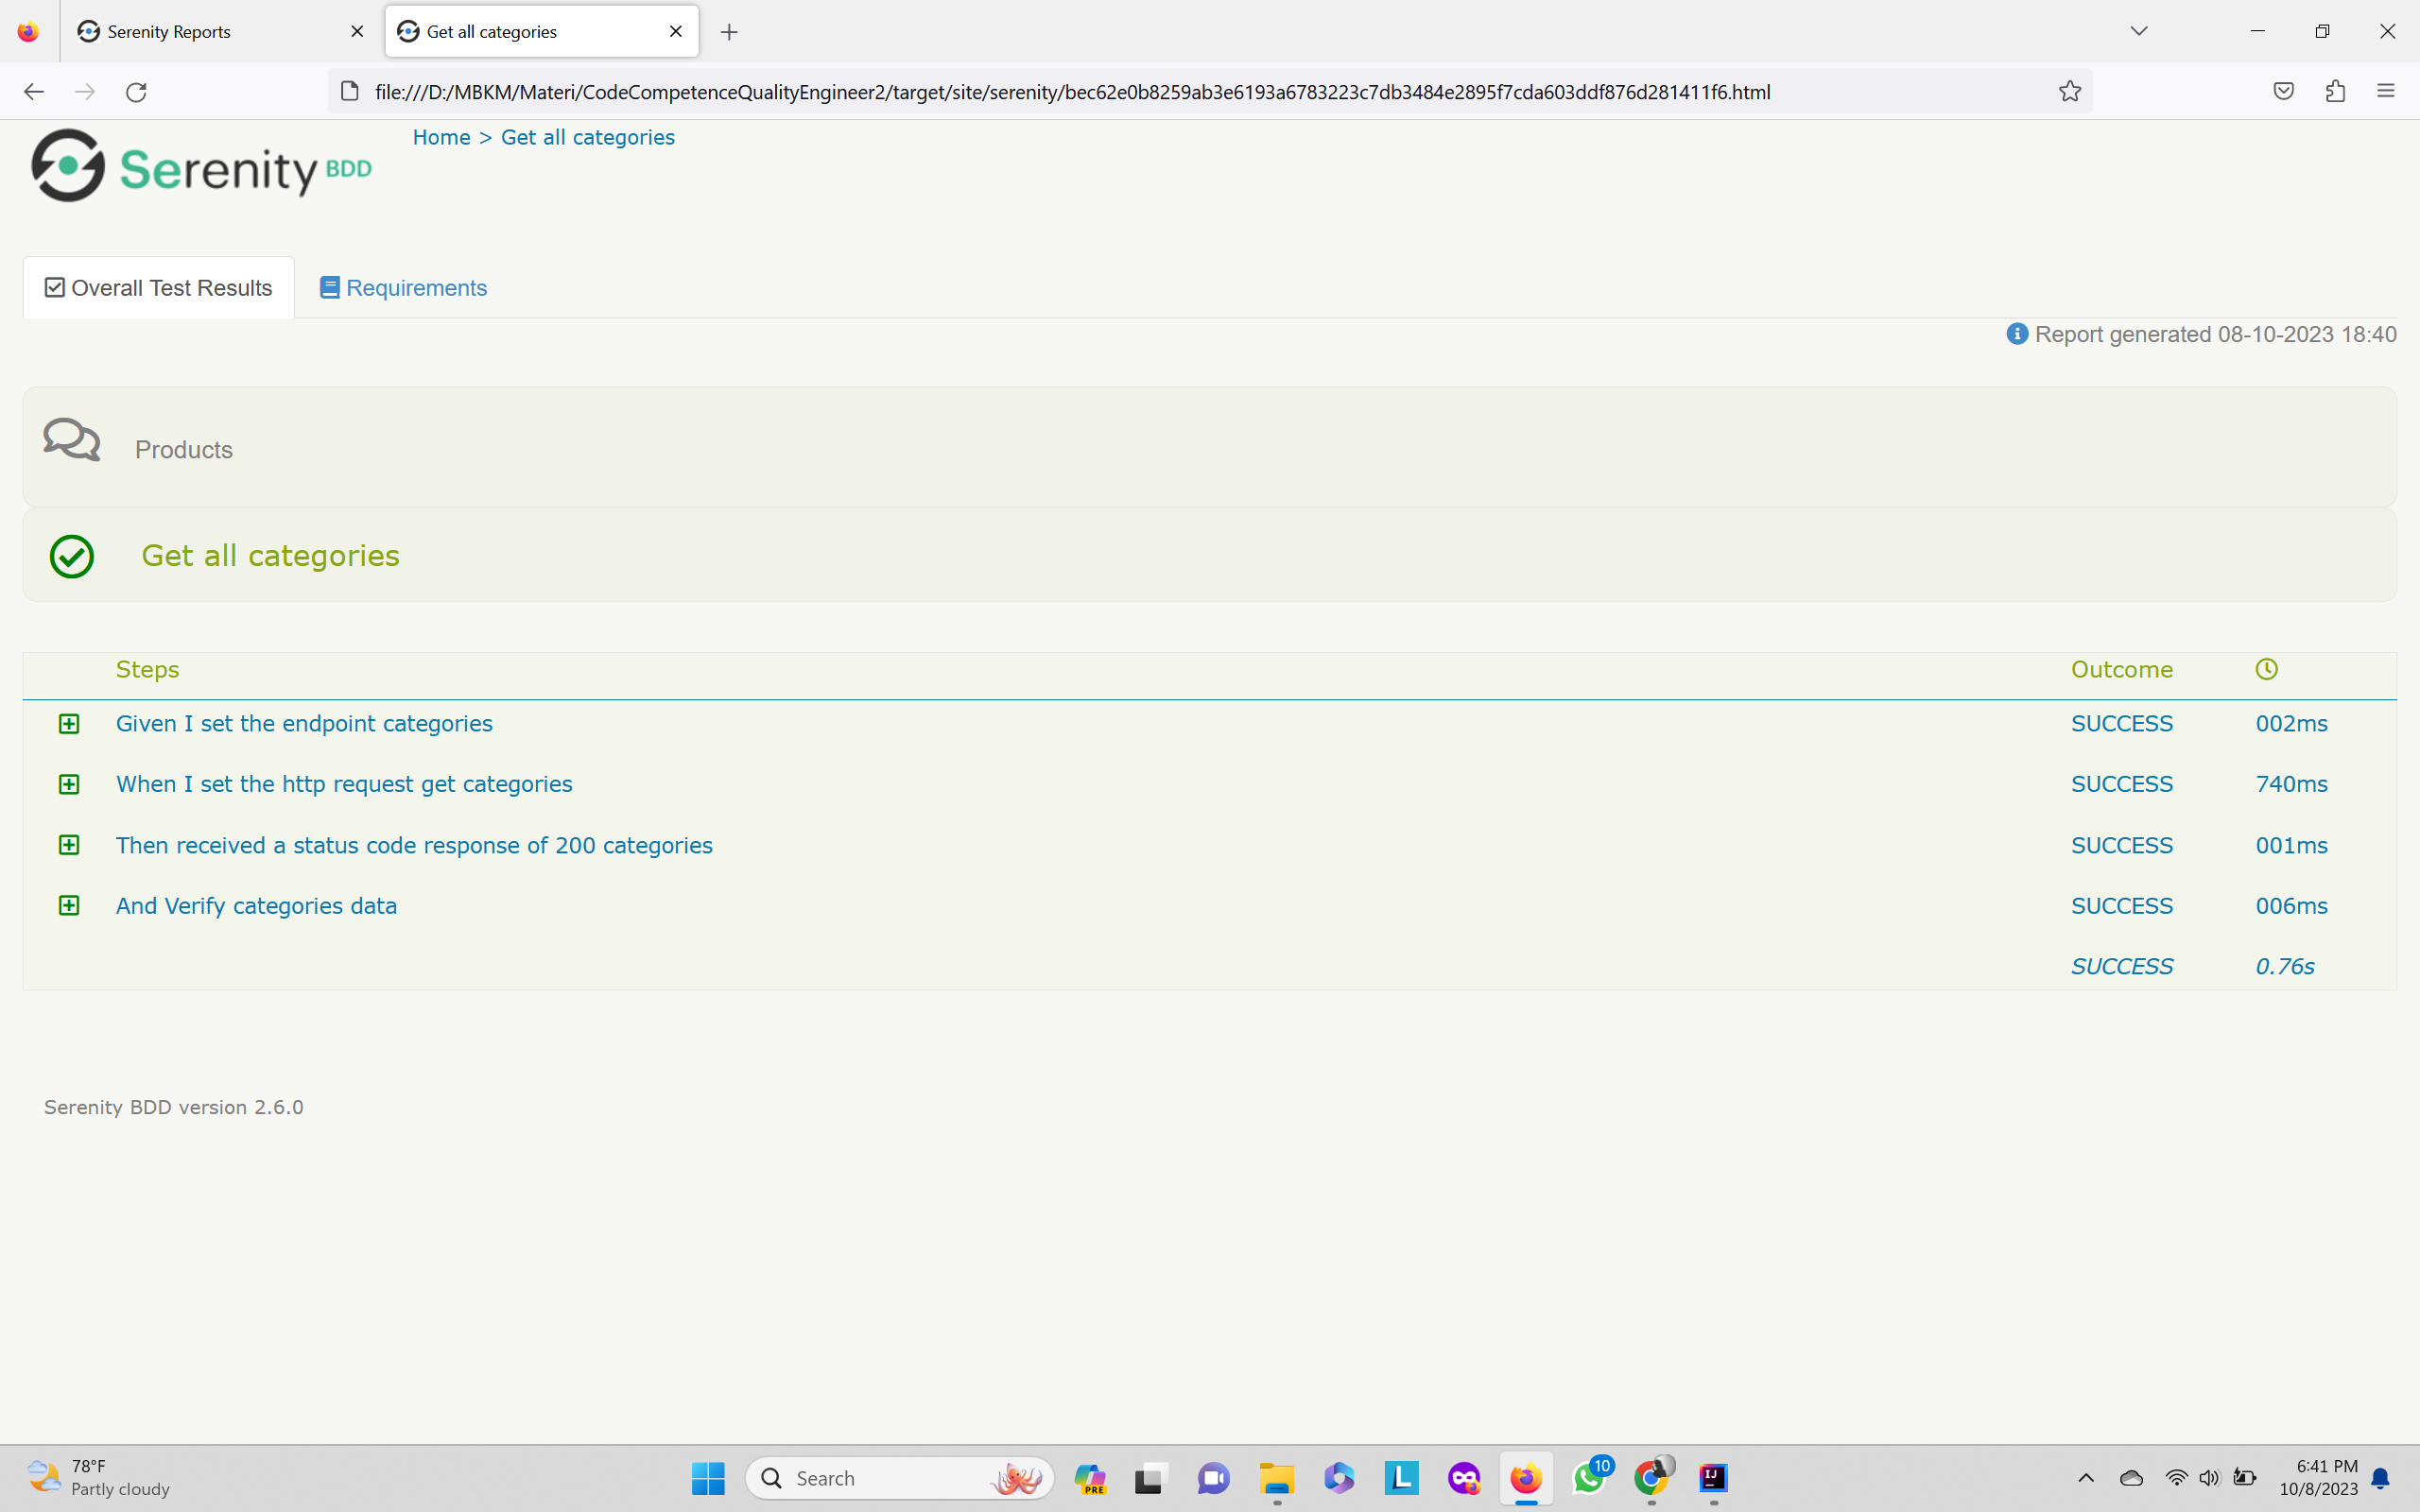 Serenity Reports
Get all categories
file:///D:/MBKM/Materi/CodeCompetenceQualityEngineer2/target/site/serenity/bec62e0b8259ab3e6193a6783223c7db3484e2895f7cda603ddf876d281411f6.html
Serenity BDD
Home > Get all categories
Overall Test Results
Requirements
Report generated 08-10-2023 18:40
Products
Get all categories
Steps Outcome
Given I set the endpoint categories SUCCESS 002ms
When I set the http request get categories SUCCESS 740ms
Then received a status code response of 200 categories SUCCESS 001ms
And Verify categories data SUCCESS 006ms
SUCCESS 0.76s
Serenity BDD version 2.6.0
78°F
Partly cloudy
Search
PRE
L
10
IJ
6:41 PM
10/8/2023